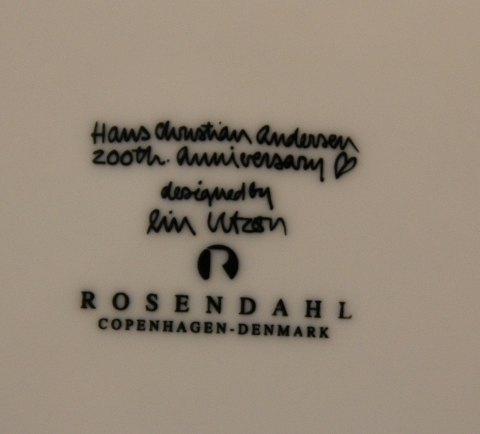 Hans Christian Andersen
200th. anniversary ♡
designed by
Lin Utzon
R
ROSENDAHL
COPENHAGEN-DENMARK